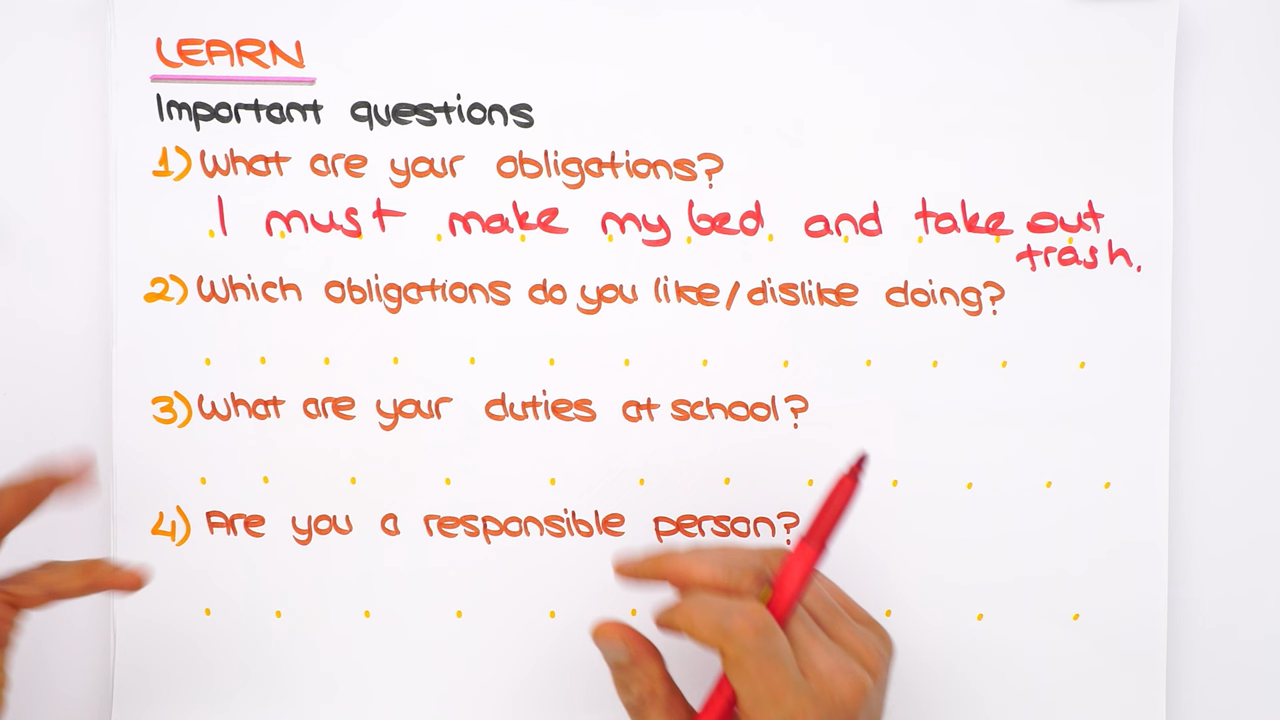 LEARN
Important questions
1) What are your obligations?
I must make my bed and take out
trash.
2) Which obligations do you like/dislike doing?
3) What are your duties at school?
4) Are you a responsible person?